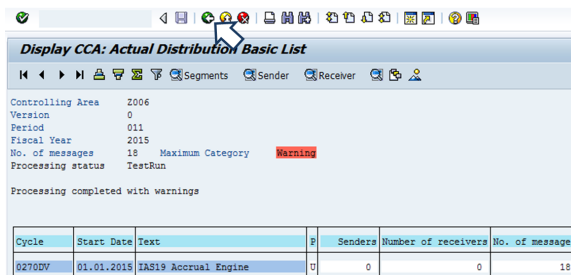 Display CCA: Actual Distribution Basic List
Segments Sender Receiver
Controlling Area 2006
Version 0
Period 011
Fiscal Year 2015
No. of messages 18 Maximum Category Warning
Processing status TestRun
Processing completed with warnings
Cycle Start Date Text P Senders Number of receivers No. of message
0270DV 01.01.2015 IAS19 Accrual Engine U 0 0 18